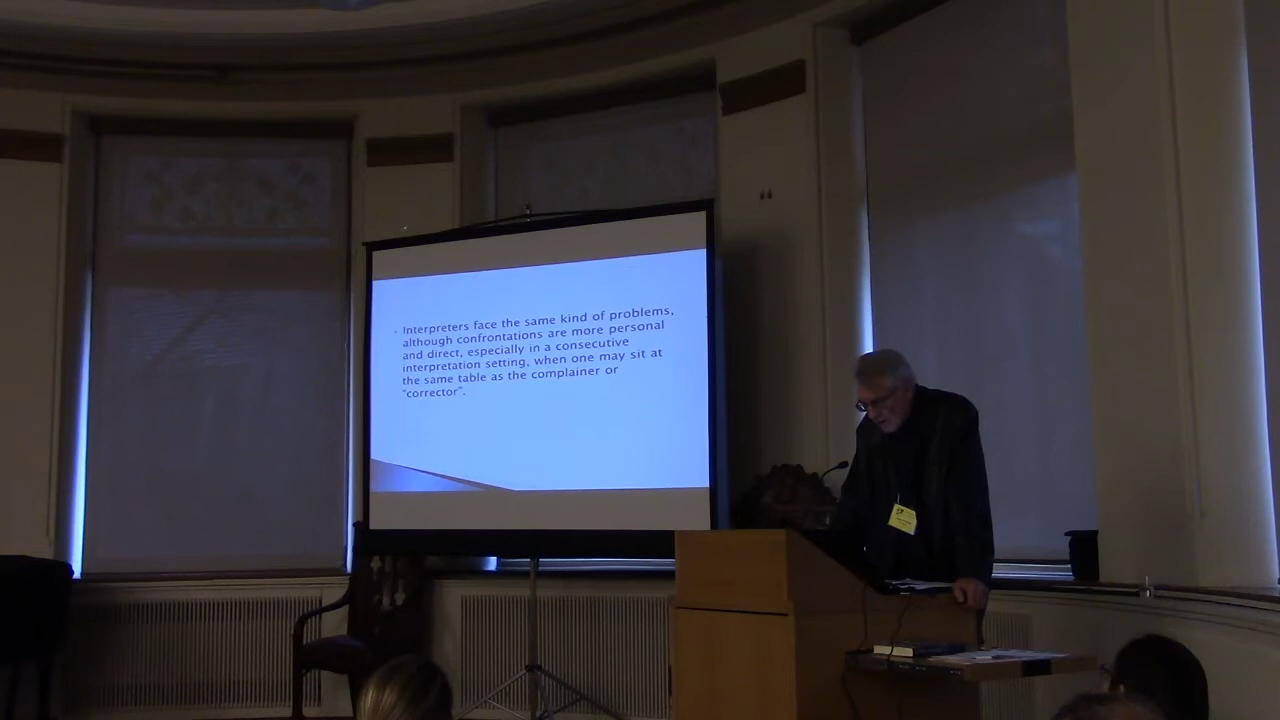 Interpreters face the same kind of problems,
although confrontations are more personal
and direct, especially in a consecutive
interpretation setting, when one may sit at
the same table as the complainer or
“corrector”.